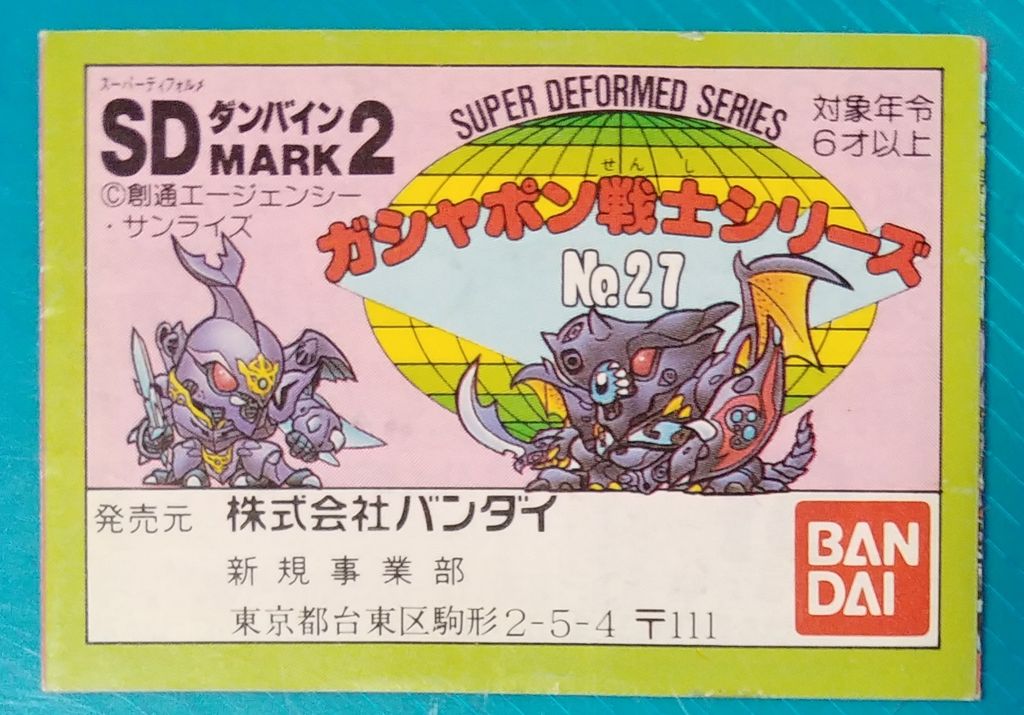 スーパーディフォルメ
SD ダンバイン MARK 2
©創通エージェンシー
・サンライズ
SUPER DEFORMED SERIES
対象年令
6才以上
せんし
ガシャポン戦士シリーズ
No.27
発売元 株式会社バンダイ
新規事業部
東京都台東区駒形2-5-4 〒111
BAN
DAI